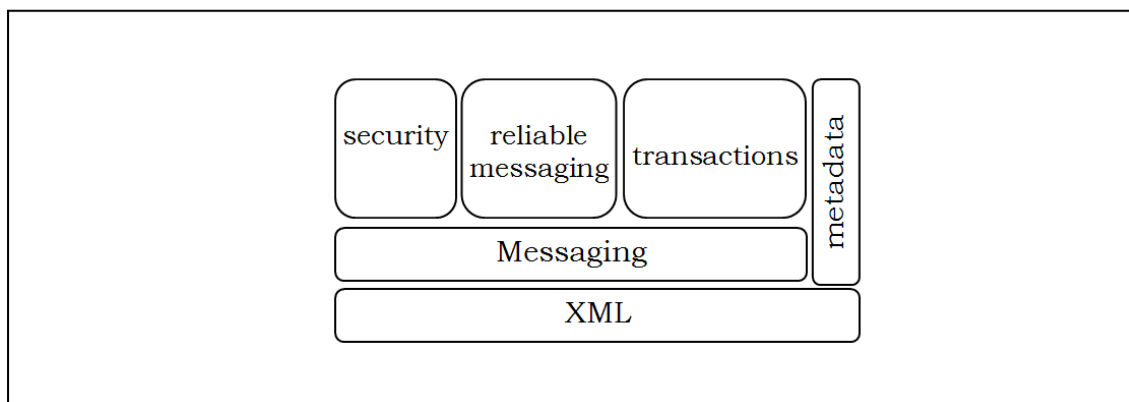 security
reliable
messaging
transactions
metadata
Messaging
XML